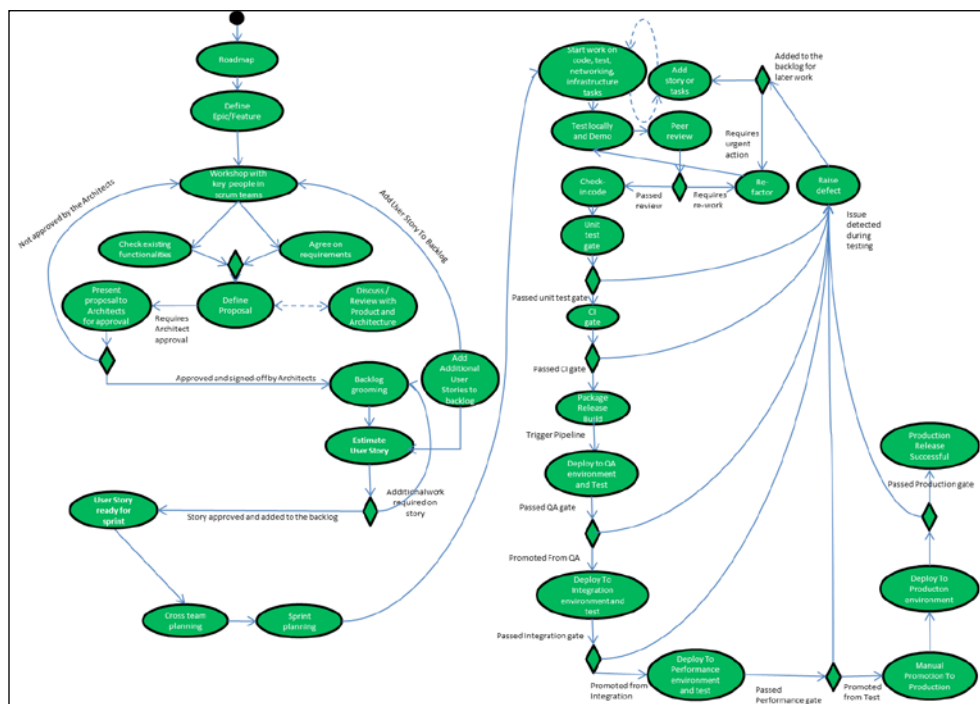 Roadmap
Define
Epic/Feature
Workshop with
key people in
scrum teams
Not approved by the Architects
Add User Story To Backlog
Check existing
functionalities
Agree on
requirements
Present
proposal to
Architects
for approval
Define
Proposal
Discuss /
Review with
Product and
Architecture
Requires
Architect
approval
Approved and signed-off by Architects
Backlog
grooming
Add
Additional
User
Stories to
backlog
Estimate
User Story
Additional work
required on
story
User Story
ready for
sprint
Story approved and added to the backlog
Cross team
planning
Sprint
planning
Start work on
code, test,
networking,
infrastructure
tasks
Add
story or
tasks
Added to the
backlog for
later work
Test locally
and Demo
Peer
review
Requires
urgent
action
Check-
in code
Passed
review
Requires
re-work
Re-
factor
Raise
defect
Issue
detected
during
testing
Unit
test
gate
Passed unit test gate
CI
gate
Passed CI gate
Package
Release
Build
Trigger Pipeline
Deploy to QA
environment
and Test
Passed QA gate
Promoted From QA
Deploy To
Integration
environment and
test
Passed Integration gate
Promoted from
Integration
Deploy To
Performance
environment
and test
Passed
Performance gate
Promoted
from Test
Manual
Promotion To
Production
Deploy To
Producton
environment
Passed Production gate
Production
Release
Successful